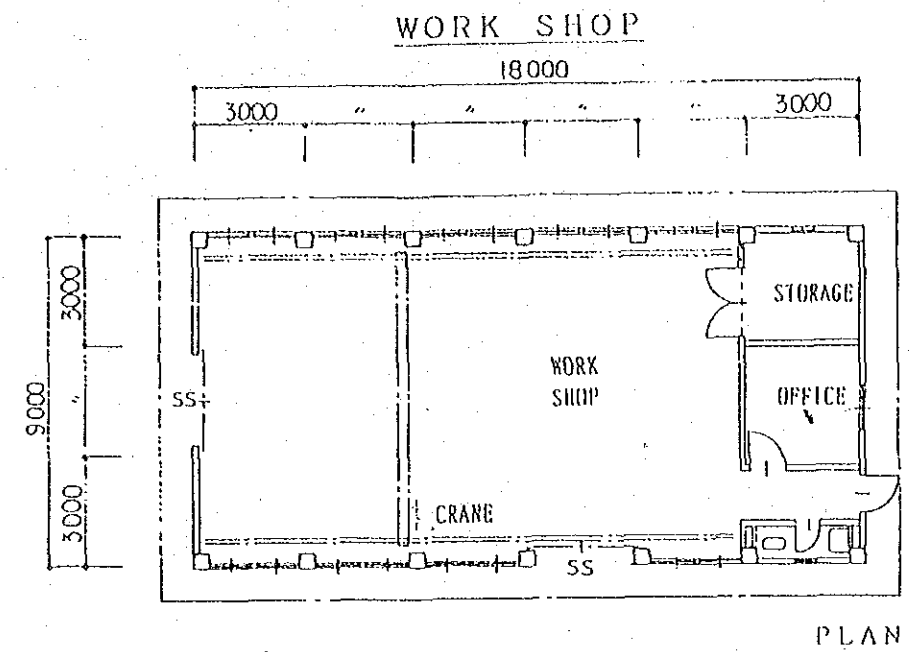 WORK SHOP
18000
3000 〃 〃 〃 〃 3000
3000
STORAGE
WORK
SHOP
OFFICE
9000
〃
SS
3000
CRANE
SS
PLAN